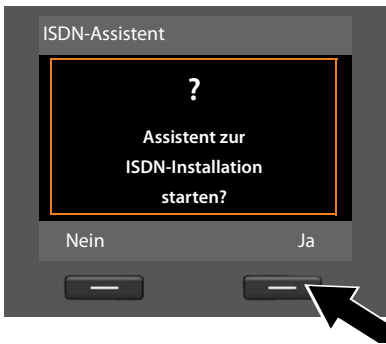 ISDN-Assistent
?
Assistent zur
ISDN-Installation
starten?
Nein Ja